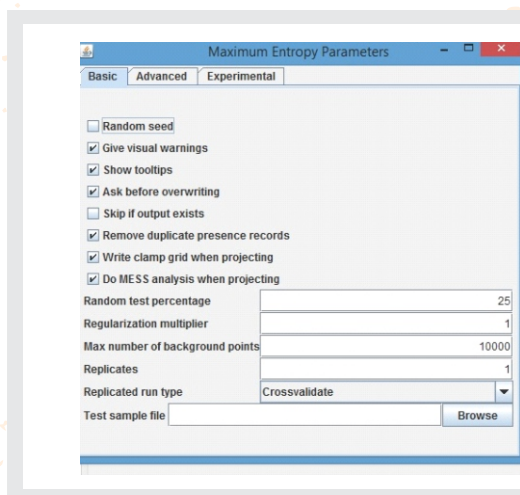 Maximum Entropy Parameters
Basic Advanced Experimental
Random seed
Give visual warnings
Show tooltips
Ask before overwriting
Skip if output exists
Remove duplicate presence records
Write clamp grid when projecting
Do MESS analysis when projecting
Random test percentage 25
Regularization multiplier 1
Max number of background points 10000
Replicates 1
Replicated run type Crossvalidate
Test sample file Browse